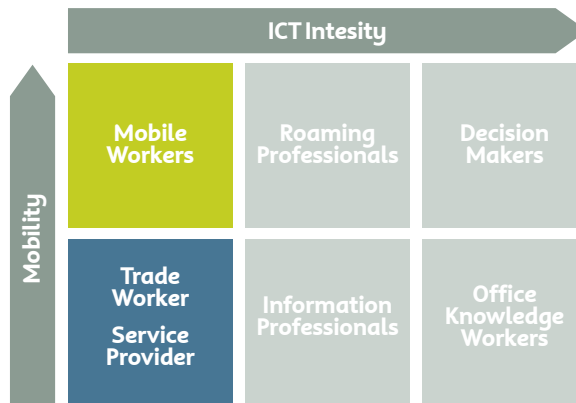 ICT Intesity
Mobility
Mobile
Workers
Roaming
Professionals
Decision
Makers
Trade
Worker
Service
Provider
Information
Professionals
Office
Knowledge
Workers